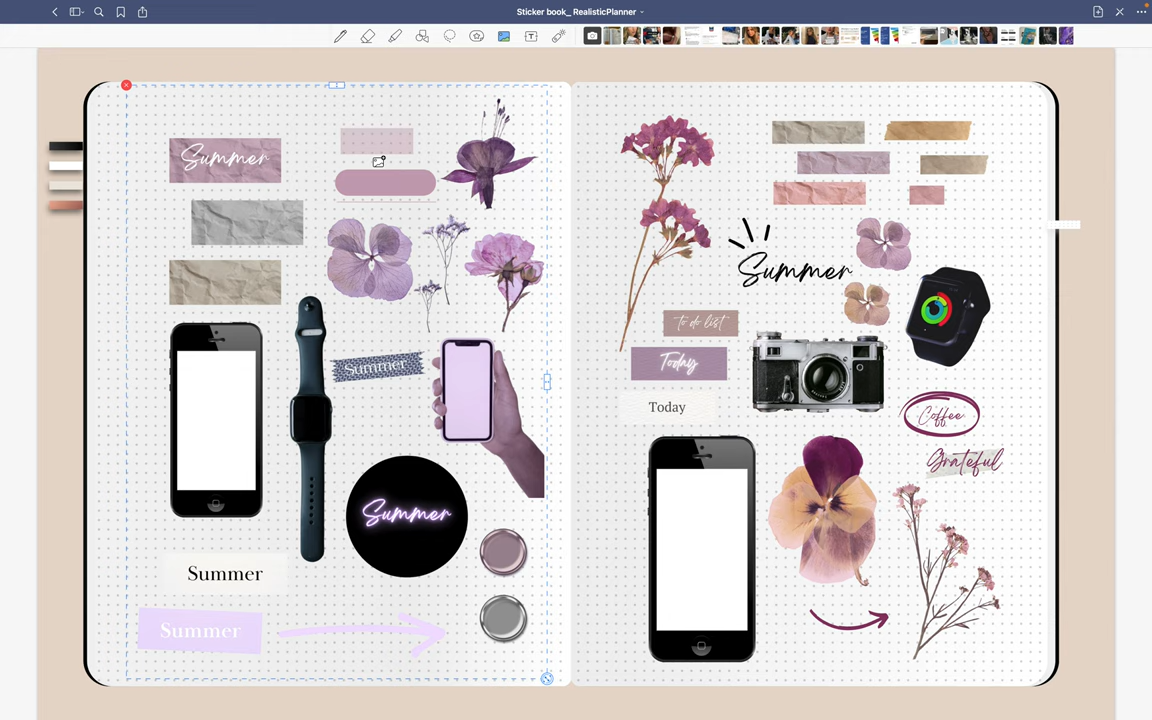 Sticker book_ RealisticPlanner
Summer
Summer
Summer
Summer
Summer
Summer
to do list
Today
Today
Coffee
Grateful